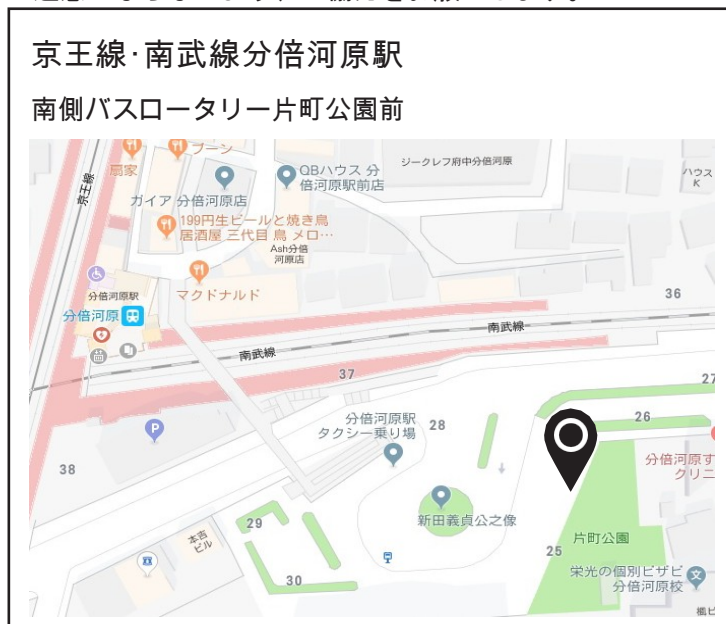 京王線·南武線分倍河原駅
南側バスロータリー片町公園前
扇家
ブーン
QBハウス 分
倍河原駅前店
ジークレフ府中分倍河原
ハウス
K
京王線
ガイア 分倍河原店
199円生ビールと焼き鳥
居酒屋 三代目 鳥 メロ…
Ash分倍
河原店
分倍河原駅
マクドナルド
36
分倍河原
南武線
南武線
37
27
P
分倍河原駅
タクシー乗り場
28
26
38
分倍河原す
クリニ
新田義貞公之像
29
本吉
ビル
25
片町公園
30
栄光の個別ビザビ
分倍河原校
文